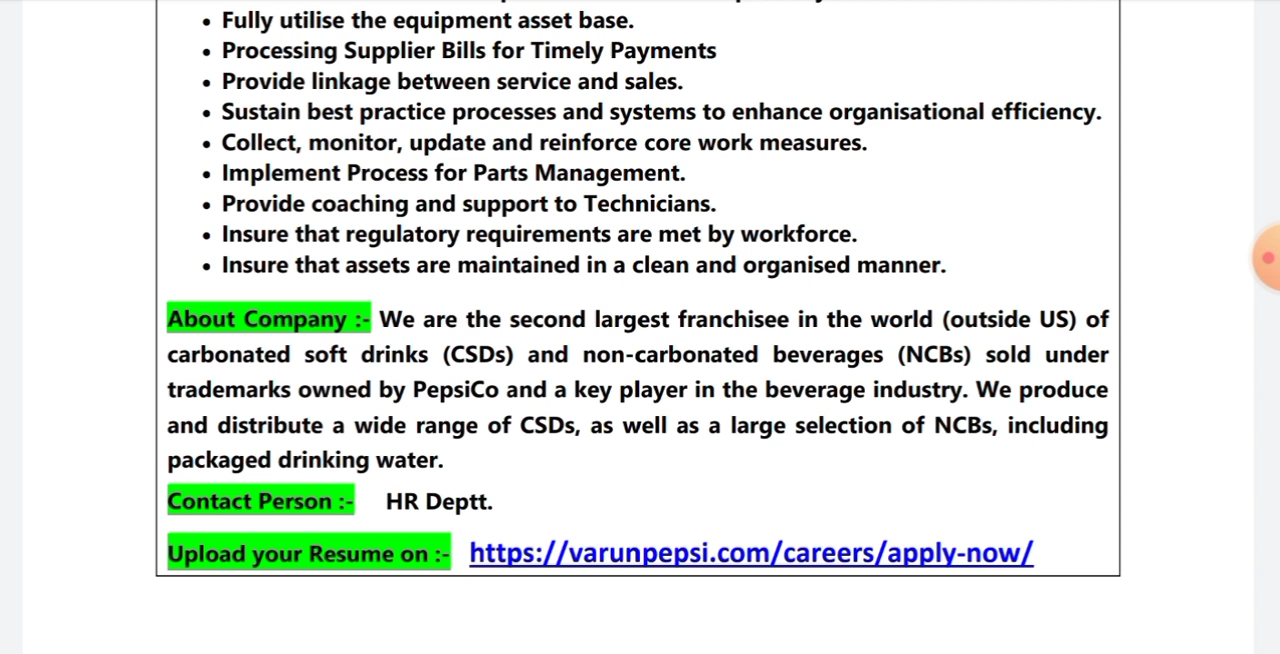 • Fully utilise the equipment asset base.
• Processing Supplier Bills for Timely Payments
• Provide linkage between service and sales.
• Sustain best practice processes and systems to enhance organisational efficiency.
• Collect, monitor, update and reinforce core work measures.
• Implement Process for Parts Management.
• Provide coaching and support to Technicians.
• Insure that regulatory requirements are met by workforce.
• Insure that assets are maintained in a clean and organised manner.
About Company :- We are the second largest franchisee in the world (outside US) of
carbonated soft drinks (CSDs) and non-carbonated beverages (NCBs) sold under
trademarks owned by PepsiCo and a key player in the beverage industry. We produce
and distribute a wide range of CSDs, as well as a large selection of NCBs, including
packaged drinking water.
Contact Person :- HR Deptt.
Upload your Resume on :- https://varunpepsi.com/careers/apply-now/